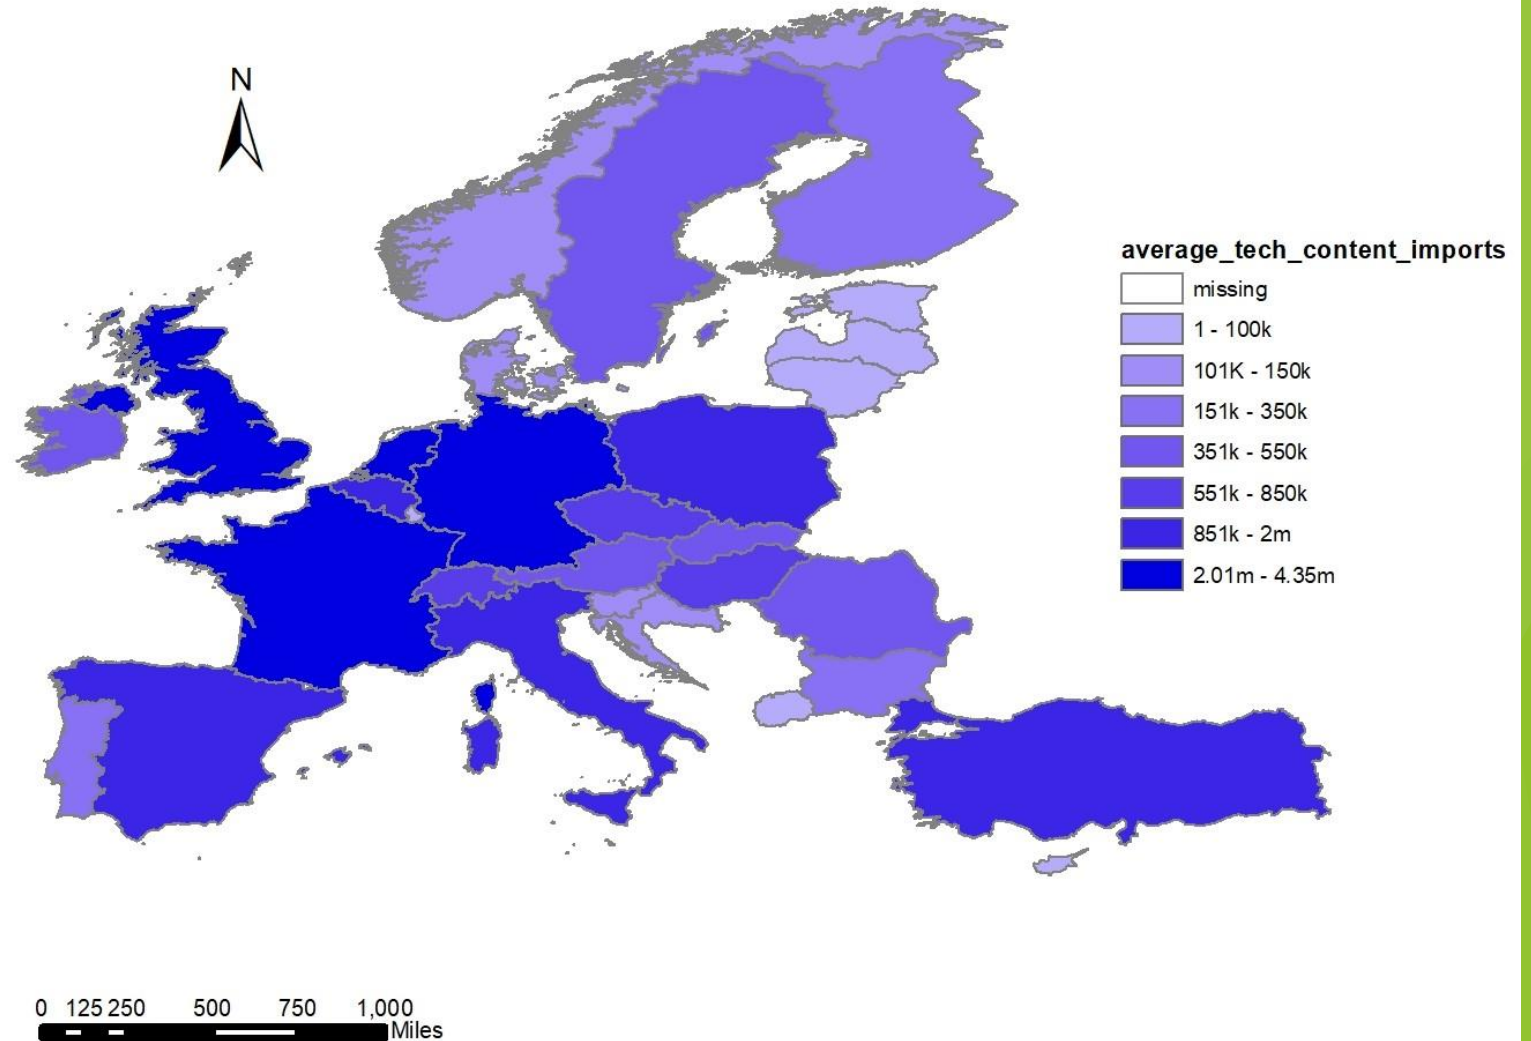 N
average_tech_content_imports
missing
1 - 100k
101K - 150k
151k - 350k
351k - 550k
551k - 850k
851k - 2m
2.01m - 4.35m
0 125 250 500 750 1,000
Miles